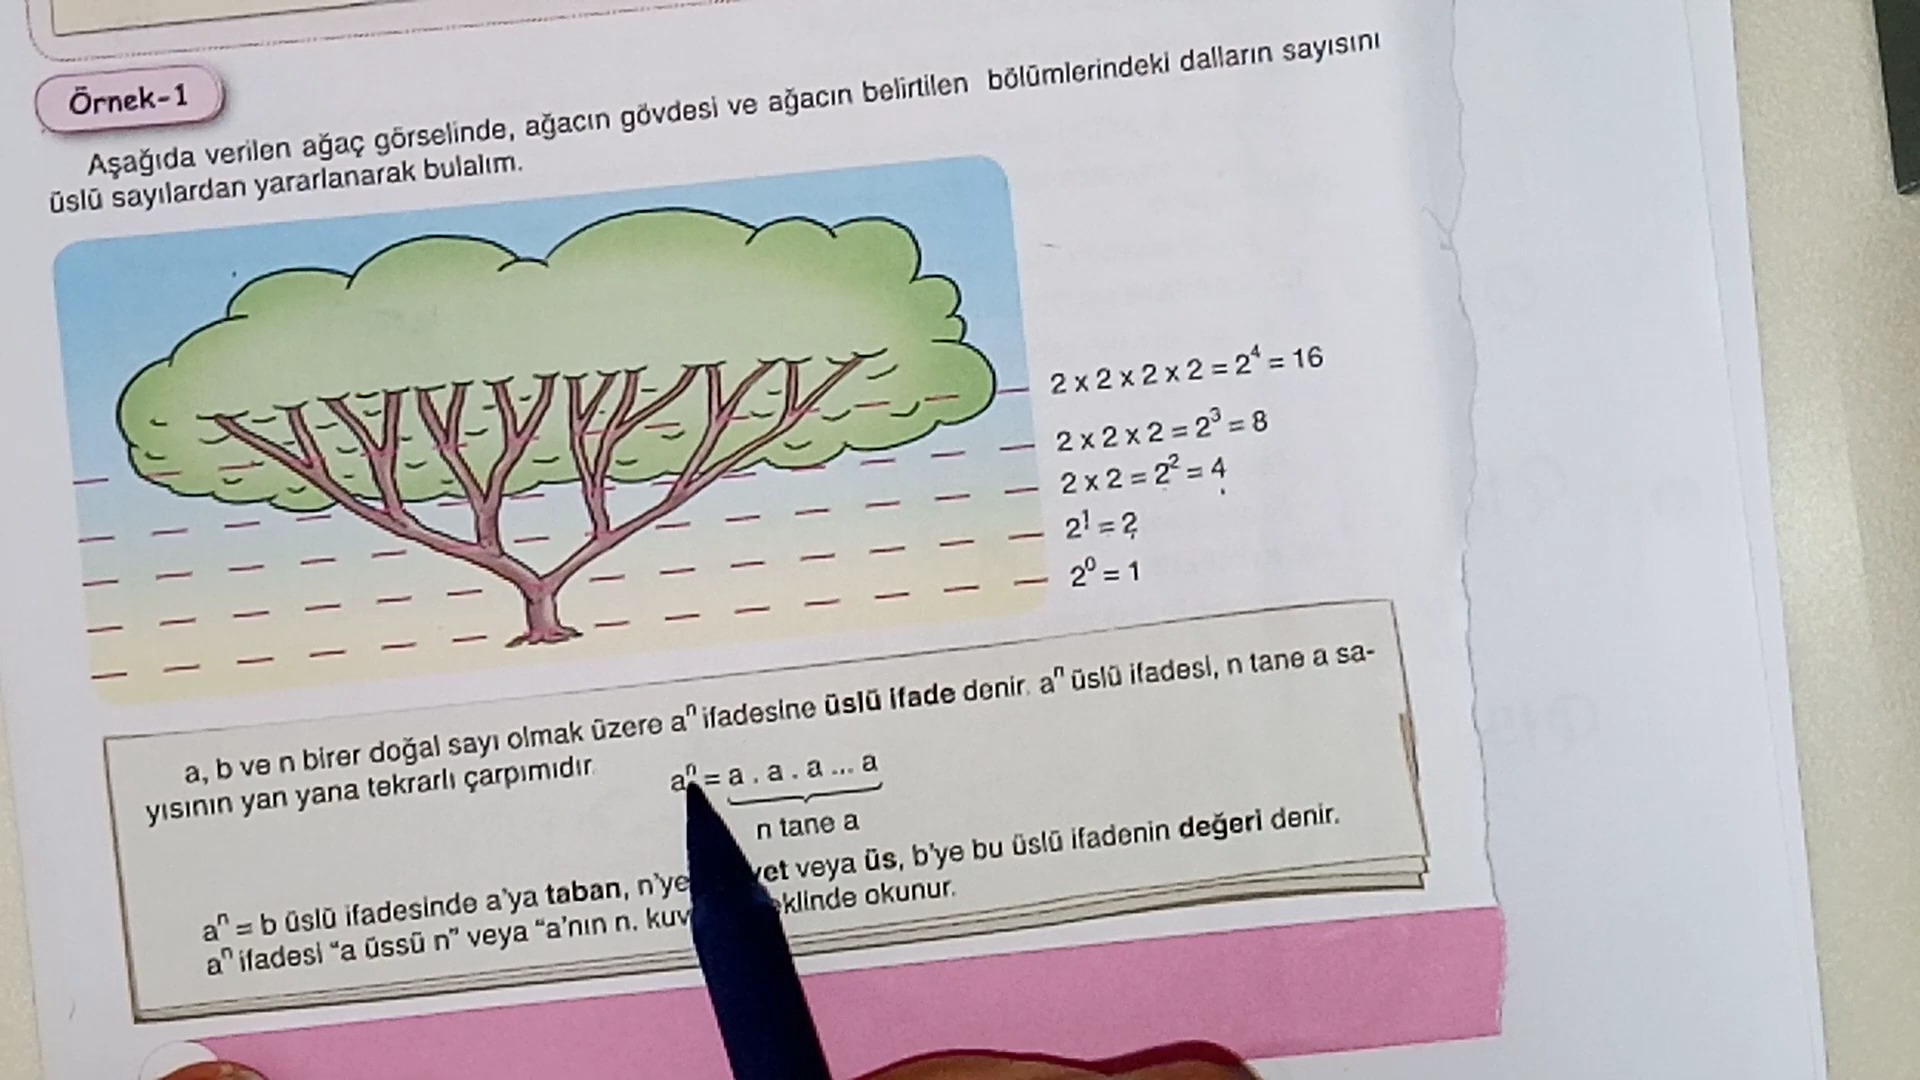 Örnek-1
Aşağıda verilen ağaç görselinde, ağacın gövdesi ve ağacın belirtilen bölümlerindeki dalların sayısını
üslü sayılardan yararlanarak bulalım.
2 x 2 x 2 x 2 = 2⁴ = 16
2 x 2 x 2 = 2³ = 8
2 x 2 = 2² = 4
2¹ = 2
2⁰ = 1
a, b ve n birer doğal sayı olmak üzere aⁿ ifadesine üslü ifade denir. aⁿ üslü ifadesi, n tane a sa-
yısının yan yana tekrarlı çarpımıdır.
aⁿ = a . a . a ... a
n tane a
aⁿ = b üslü ifadesinde a'ya taban, n'ye veya üs, b'ye bu üslü ifadenin değeri denir.
aⁿ ifadesi "a üssü n" veya "a'nın n. okunur.